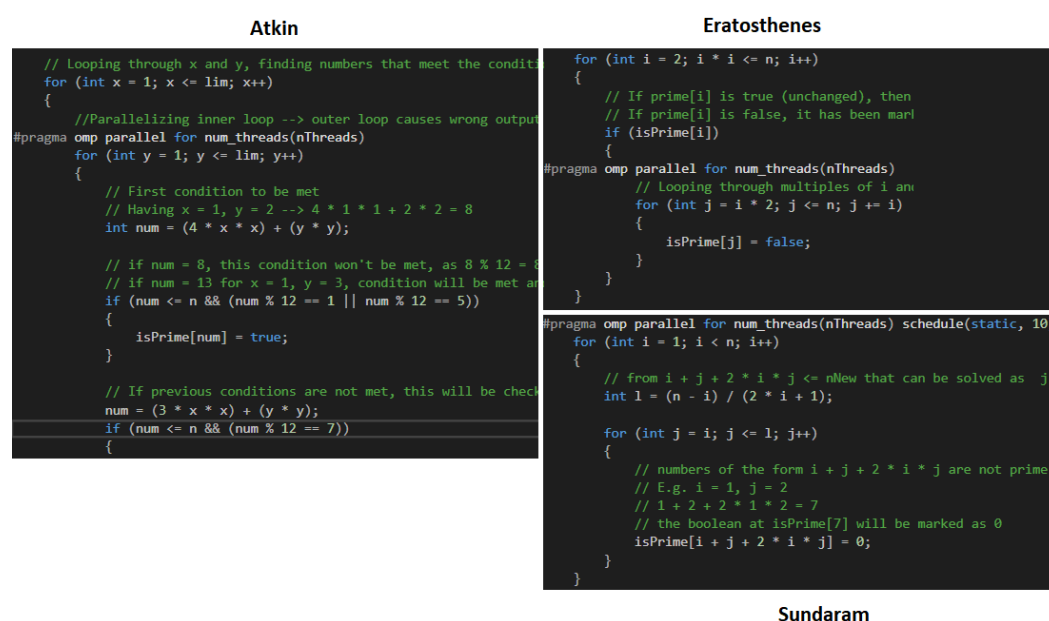 Atkin
// Looping through x and y, finding numbers that meet the conditi
for (int x = 1; x <= lim; x++)
{
//Parallelizing inner loop --> outer loop causes wrong output
#pragma omp parallel for num_threads(nThreads)
for (int y = 1; y <= lim; y++)
{
// First condition to be met
// Having x = 1, y = 2 --> 4 * 1 * 1 + 2 * 2 = 8
int num = (4 * x * x) + (y * y);
// if num = 8, this condition won't be met, as 8 % 12 = 8
// if num = 13 for x = 1, y = 3, condition will be met an
if (num <= n && (num % 12 == 1 || num % 12 == 5))
{
isPrime[num] = true;
}
// If previous conditions are not met, this will be check
num = (3 * x * x) + (y * y);
if (num <= n && (num % 12 == 7))
{
Eratosthenes
for (int i = 2; i * i <= n; i++)
{
// If prime[i] is true (unchanged), then
// If prime[i] is false, it has been mark
if (isPrime[i])
{
#pragma omp parallel for num_threads(nThreads)
// Looping through multiples of i and
for (int j = i * 2; j <= n; j += i)
{
isPrime[j] = false;
}
}
}
#pragma omp parallel for num_threads(nThreads) schedule(static, 10
for (int i = 1; i < n; i++)
{
// from i + j + 2 * i * j <= nNew that can be solved as j
int l = (n - i) / (2 * i + 1);
for (int j = i; j <= l; j++)
{
// numbers of the form i + j + 2 * i * j are not prime
// E.g. i = 1, j = 2
// 1 + 2 + 2 * 1 * 2 = 7
// the boolean at isPrime[7] will be marked as 0
isPrime[i + j + 2 * i * j] = 0;
}
}
Sundaram